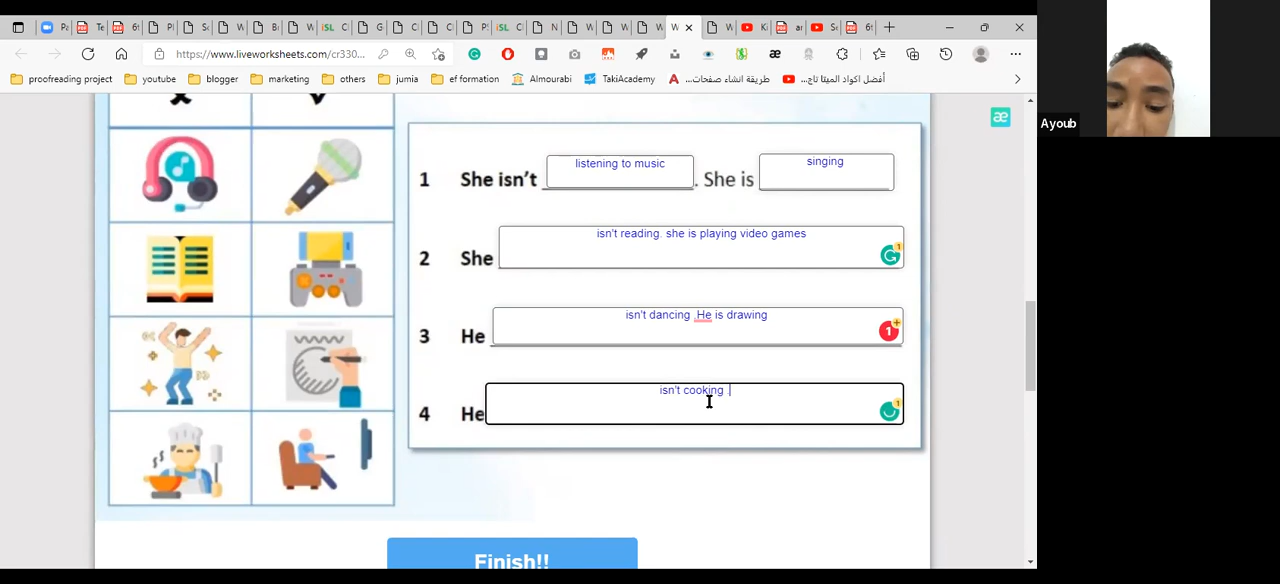 https://www.liveworksheets.com/cr330...
proofreading project youtube blogger marketing others jumia ef formation Almourabi TakiAcademy طريقة انشاء صفحات... أفضل اكواد الميتا تاج...
Ayoub
æ
1 She isn't listening to music . She is singing
2 She isn't reading. she is playing video games
3 He isn't dancing .He is drawing
4 He isn't cooking .
Finish!!